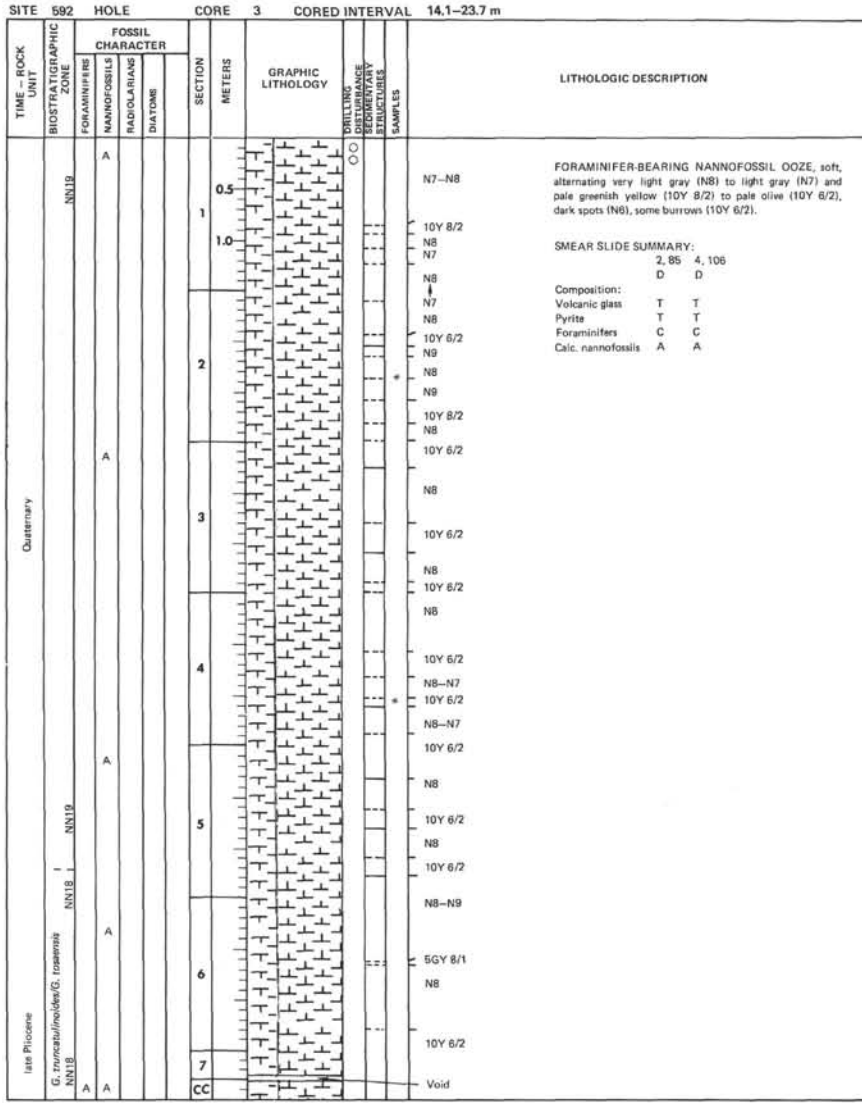 SITE 592 HOLE CORE 3 CORED INTERVAL 14.1–23.7 m
TIME – ROCK UNIT
BIOSTRATIGRAPHIC ZONE
FOSSIL CHARACTER
FORAMINIFERS
NANNOFOSSILS
RADIOLARIANS
DIATOMS
SECTION
METERS
GRAPHIC LITHOLOGY
DRILLING DISTURBANCE
SEDIMENTARY STRUCTURES
SAMPLES
LITHOLOGIC DESCRIPTION
Quaternary
late Pliocene
NN19
NN19
NN18
G. truncatulinoides/G. tosaensis
NN18
A
A
A
A
A A
1
2
3
4
5
6
7
CC
0.5
1.0
*
*
N7–N8
10Y 8/2
N8
N7
N8
N7
N8
10Y 6/2
N9
N8
N9
10Y 8/2
N8
10Y 6/2
N8
10Y 6/2
N8
10Y 6/2
N8
10Y 6/2
N8–N7
10Y 6/2
N8–N7
10Y 6/2
N8
10Y 6/2
N8
10Y 6/2
N8–N9
5GY 8/1
N8
10Y 6/2
Void
FORAMINIFER-BEARING NANNOFOSSIL OOZE, soft,
alternating very light gray (N8) to light gray (N7) and
pale greenish yellow (10Y 8/2) to pale olive (10Y 6/2),
dark spots (N6), some burrows (10Y 6/2).
SMEAR SLIDE SUMMARY:
2, 85 4, 106
D D
Composition:
Volcanic glass T T
Pyrite T T
Foraminifers C C
Calc. nannofossils A A